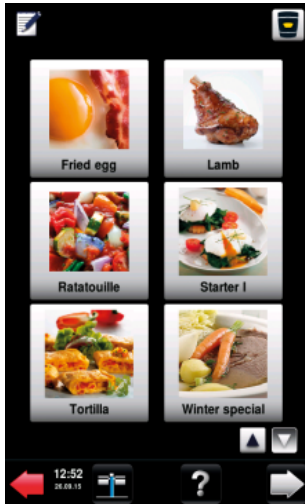 Fried egg
Lamb
Ratatouille
Starter I
Tortilla
Winter special
12:52
26.08.15
?